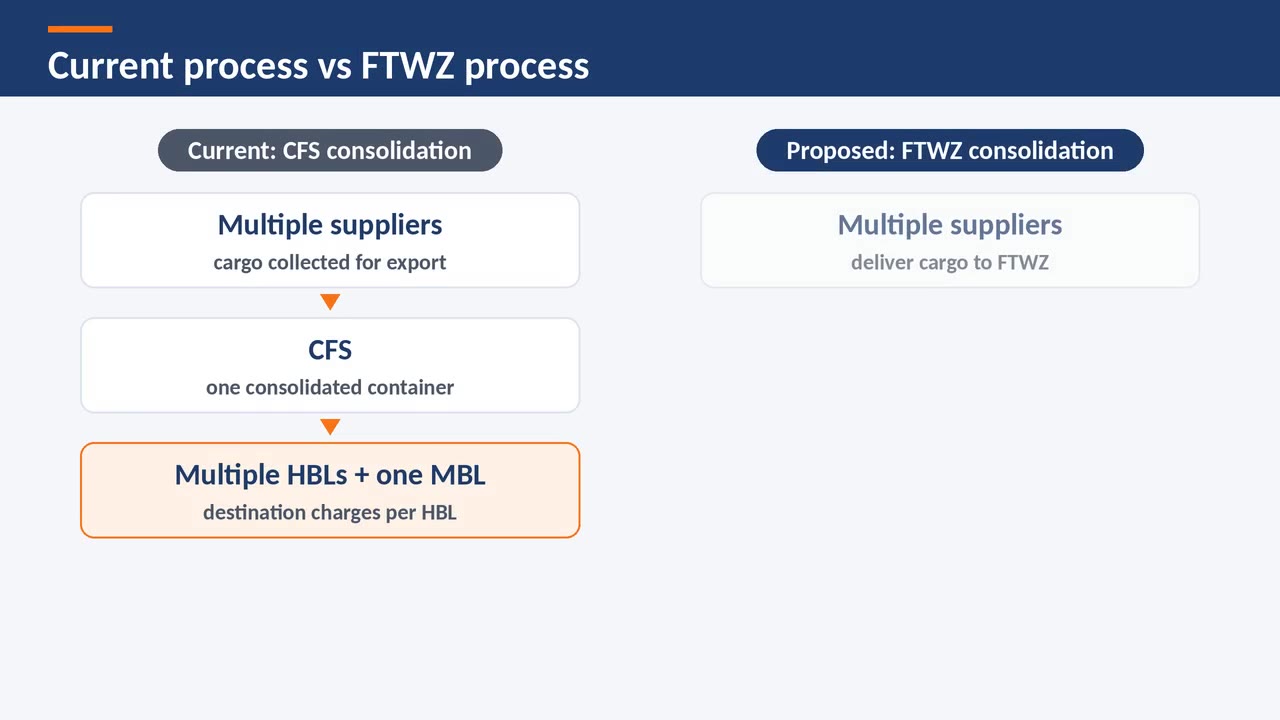 Current process vs FTWZ process
Current: CFS consolidation
Multiple suppliers
cargo collected for export
CFS
one consolidated container
Multiple HBLs + one MBL
destination charges per HBL
Proposed: FTWZ consolidation
Multiple suppliers
deliver cargo to FTWZ